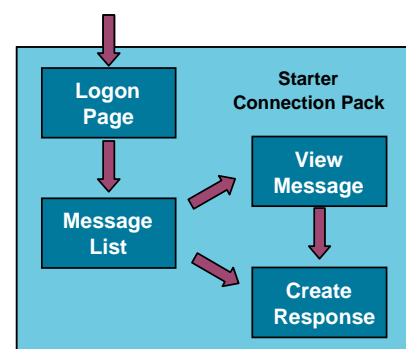 Starter
Connection Pack
Logon
Page
Message
List
View
Message
Create
Response